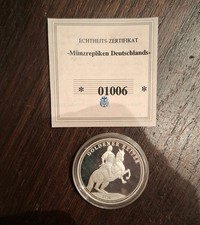 ECHTHEITS-ZERTIFIKAT
-Münzrepliken Deutschlands-
* 01006 *
GOLDENER REITER